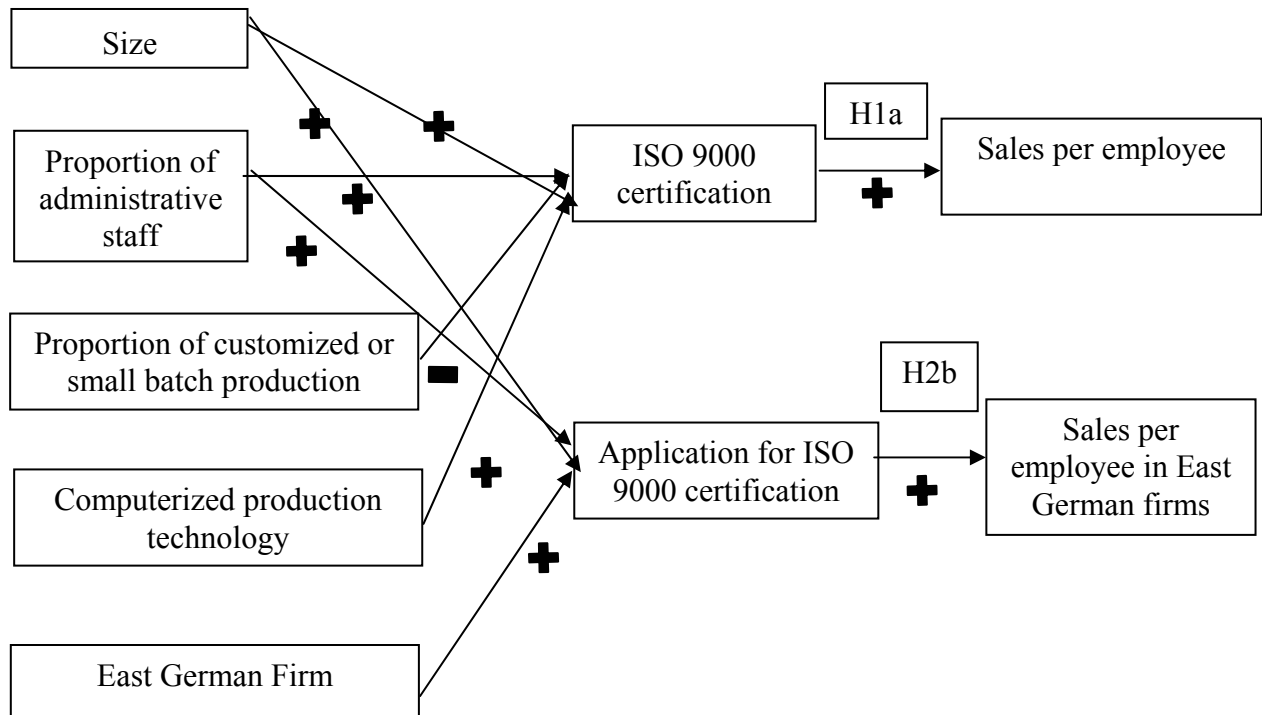 Size
Proportion of
administrative
staff
Proportion of customized or
small batch production
Computerized production
technology
East German Firm
ISO 9000
certification
Application for ISO
9000 certification
H1a
Sales per employee
H2b
Sales per
employee in East
German firms